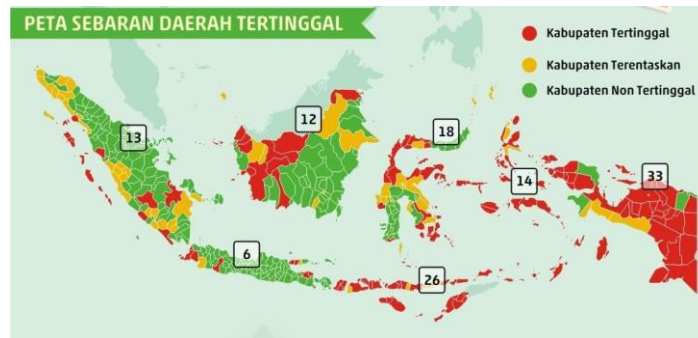 PETA SEBARAN DAERAH TERTINGGAL
Kabupaten Tertinggal
Kabupaten Terentaskan
Kabupaten Non Tertinggal
12
18
13
33
14
6
26